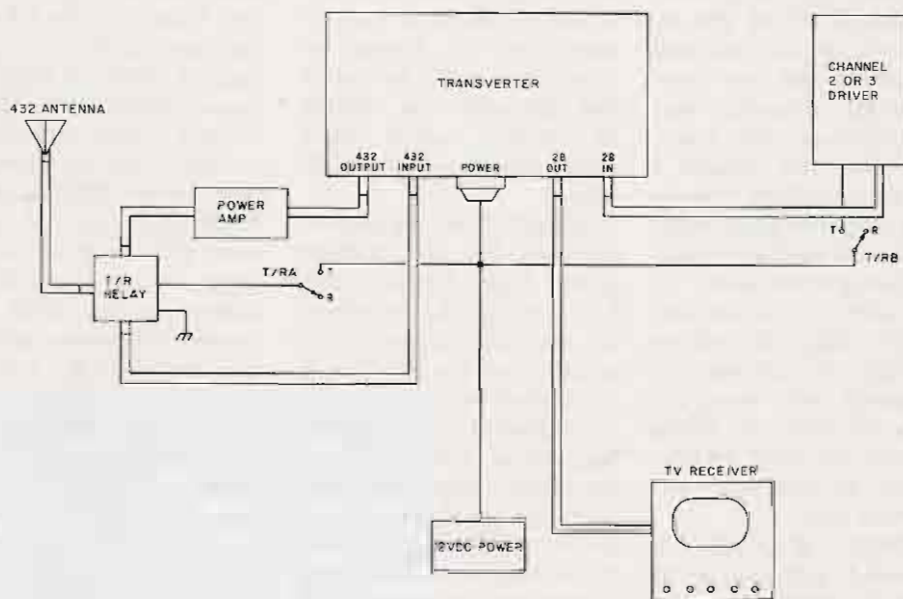 TRANSVERTER
CHANNEL
2 OR 3
DRIVER
432 ANTENNA
432
OUTPUT
432
INPUT
POWER
28
OUT
28
IN
POWER
AMP
T
R
T/RB
T/R
RELAY
T/RA
T
R
TV RECEIVER
12VDC POWER